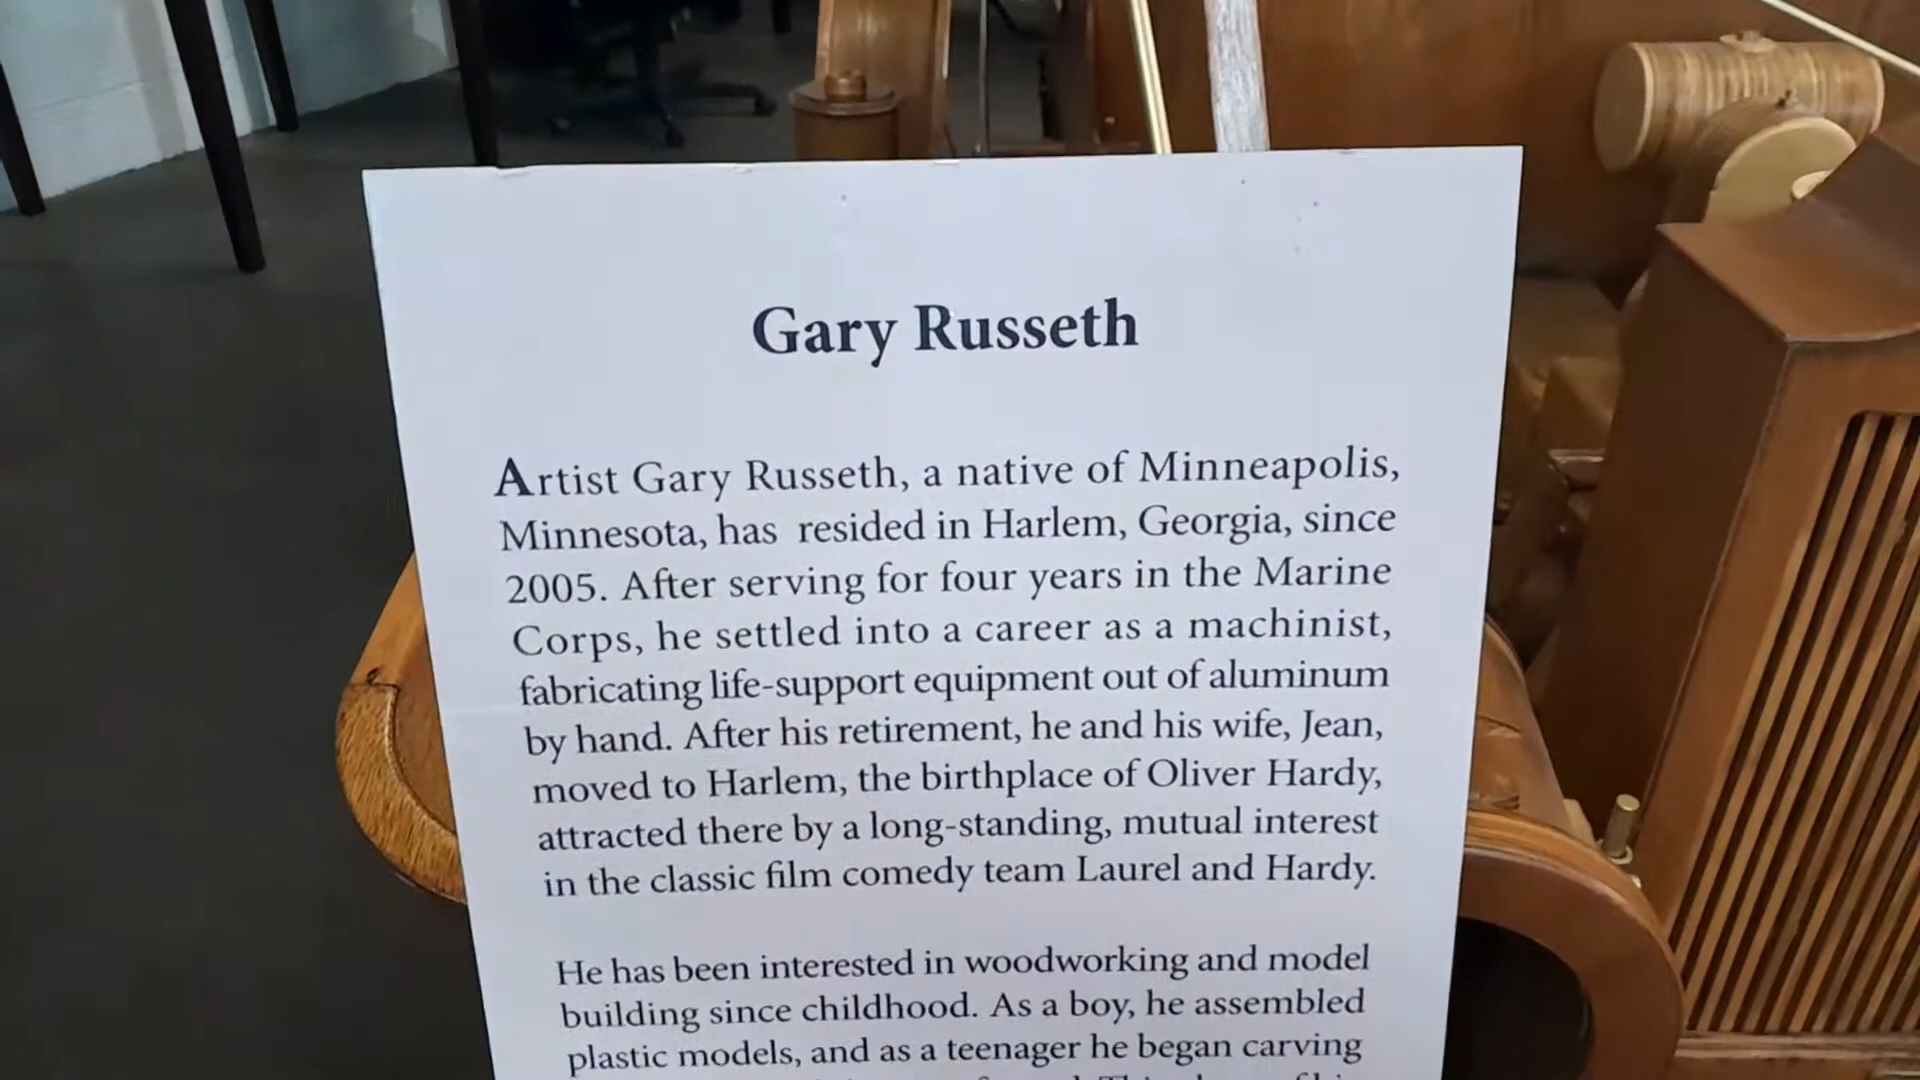 Gary Russeth
Artist Gary Russeth, a native of Minneapolis,
Minnesota, has resided in Harlem, Georgia, since
2005. After serving for four years in the Marine
Corps, he settled into a career as a machinist,
fabricating life-support equipment out of aluminum
by hand. After his retirement, he and his wife, Jean,
moved to Harlem, the birthplace of Oliver Hardy,
attracted there by a long-standing, mutual interest
in the classic film comedy team Laurel and Hardy.
He has been interested in woodworking and model
building since childhood. As a boy, he assembled
plastic models, and as a teenager he began carving